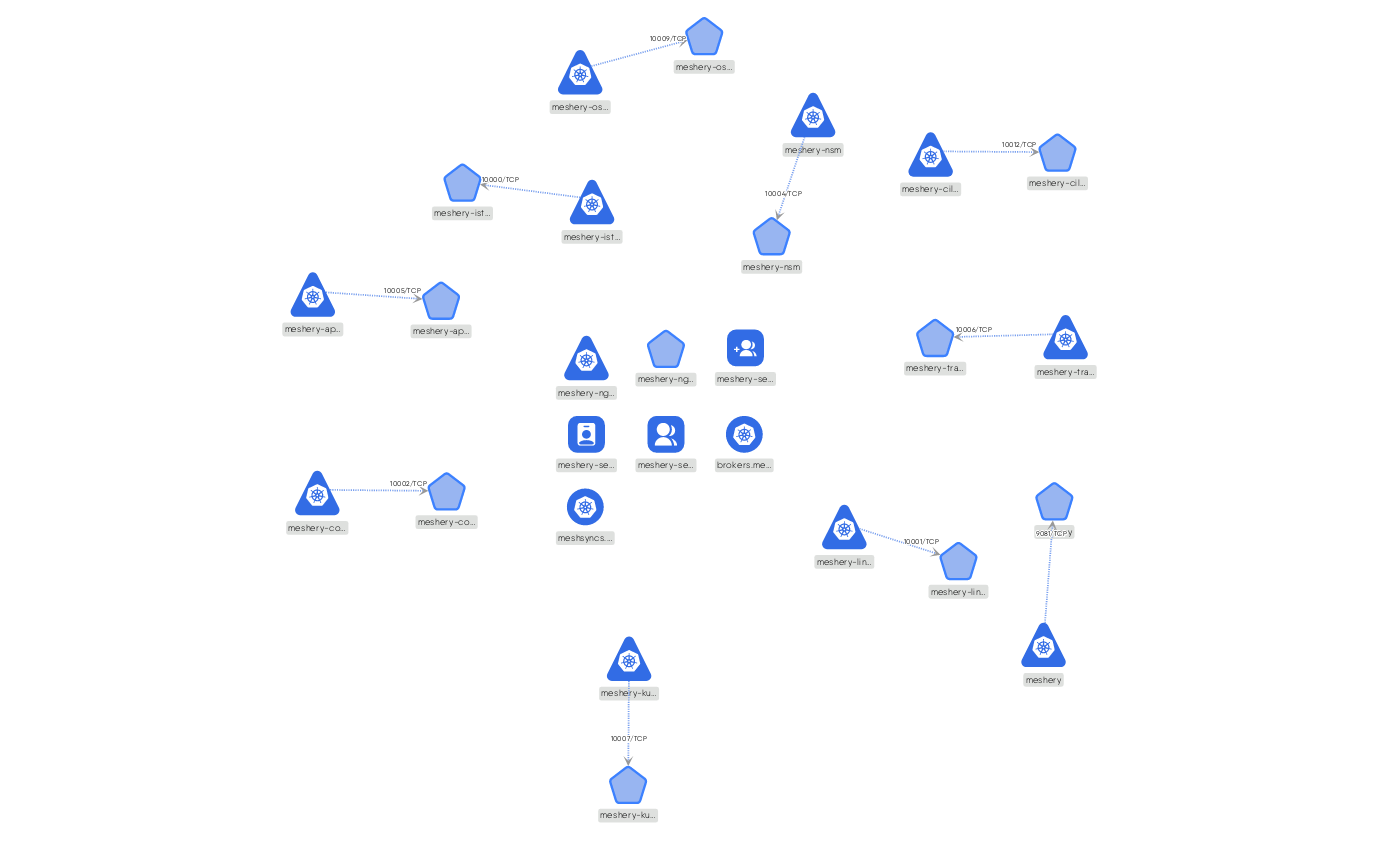 10009/TCP
meshery-os...
meshery-os...
meshery-nsm
10012/TCP
meshery-cil...
meshery-cil...
10000/TCP
meshery-ist...
meshery-ist...
10004/TCP
meshery-nsm
10005/TCP
meshery-ap...
meshery-ap...
10006/TCP
meshery-tra...
meshery-tra...
meshery-ng...
meshery-ng...
meshery-se...
meshery-se...
meshery-se...
brokers.me...
10002/TCP
meshery-co...
meshery-co...
meshsyncs....
10001/TCP
meshery-lin...
meshery-lin...
9081/TCP
meshery
meshery-ku...
10007/TCP
meshery-ku...